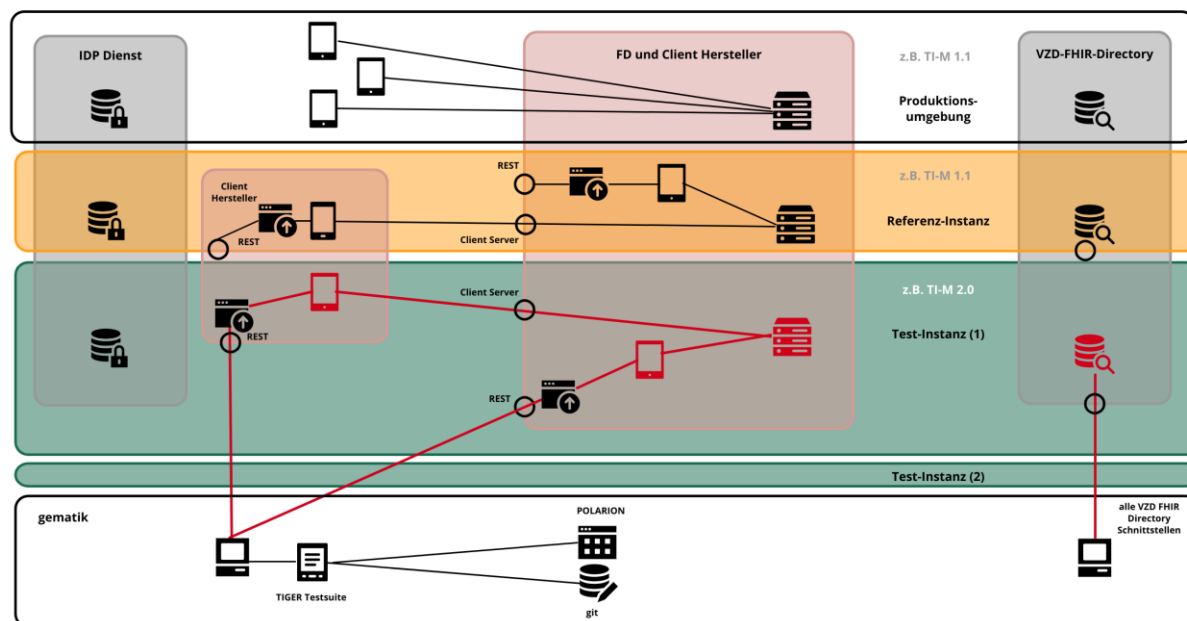 IDP Dienst
FD und Client Hersteller
z.B. TI-M 1.1
VZD-FHIR-Directory
Produktions-
umgebung
REST
z.B. TI-M 1.1
Client
Hersteller
REST
Client Server
Referenz-Instanz
Client Server
z.B. TI-M 2.0
REST
Test-Instanz (1)
REST
Test-Instanz (2)
gematik
POLARION
alle VZD FHIR
Directory
Schnittstellen
TIGER Testsuite
git